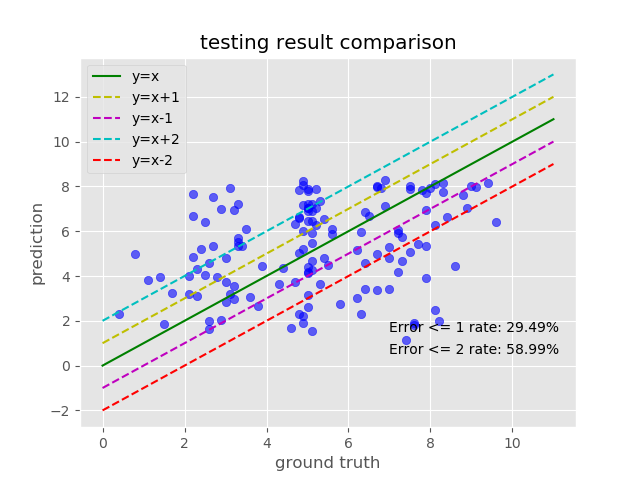 testing result comparison
y=x
y=x+1
y=x-1
y=x+2
y=x-2
12
10
8
6
4
2
0
−2
prediction
Error <= 1 rate: 29.49%
Error <= 2 rate: 58.99%
0
2
4
6
8
10
ground truth